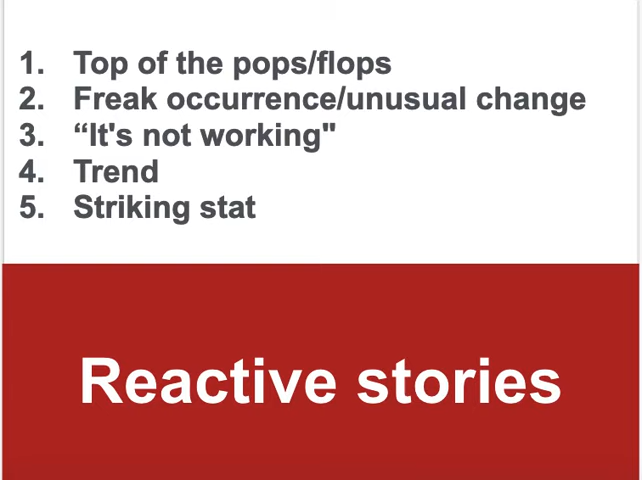 1. Top of the pops/flops
2. Freak occurrence/unusual change
3. “It's not working"
4. Trend
5. Striking stat
Reactive stories